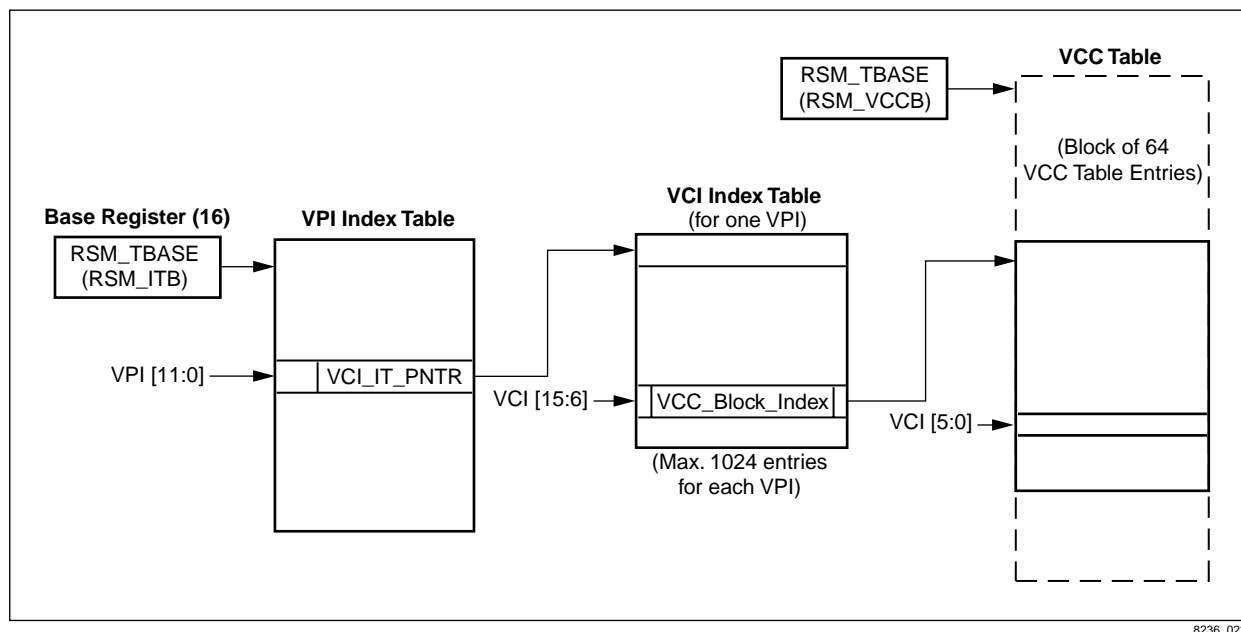 VCC Table
RSM_TBASE
(RSM_VCCB)
(Block of 64
VCC Table Entries)
Base Register (16)
RSM_TBASE
(RSM_ITB)
VPI Index Table
VCI Index Table
(for one VPI)
VPI [11:0]
VCI_IT_PNTR
VCI [15:6]
VCC_Block_Index
VCI [5:0]
(Max. 1024 entries
for each VPI)